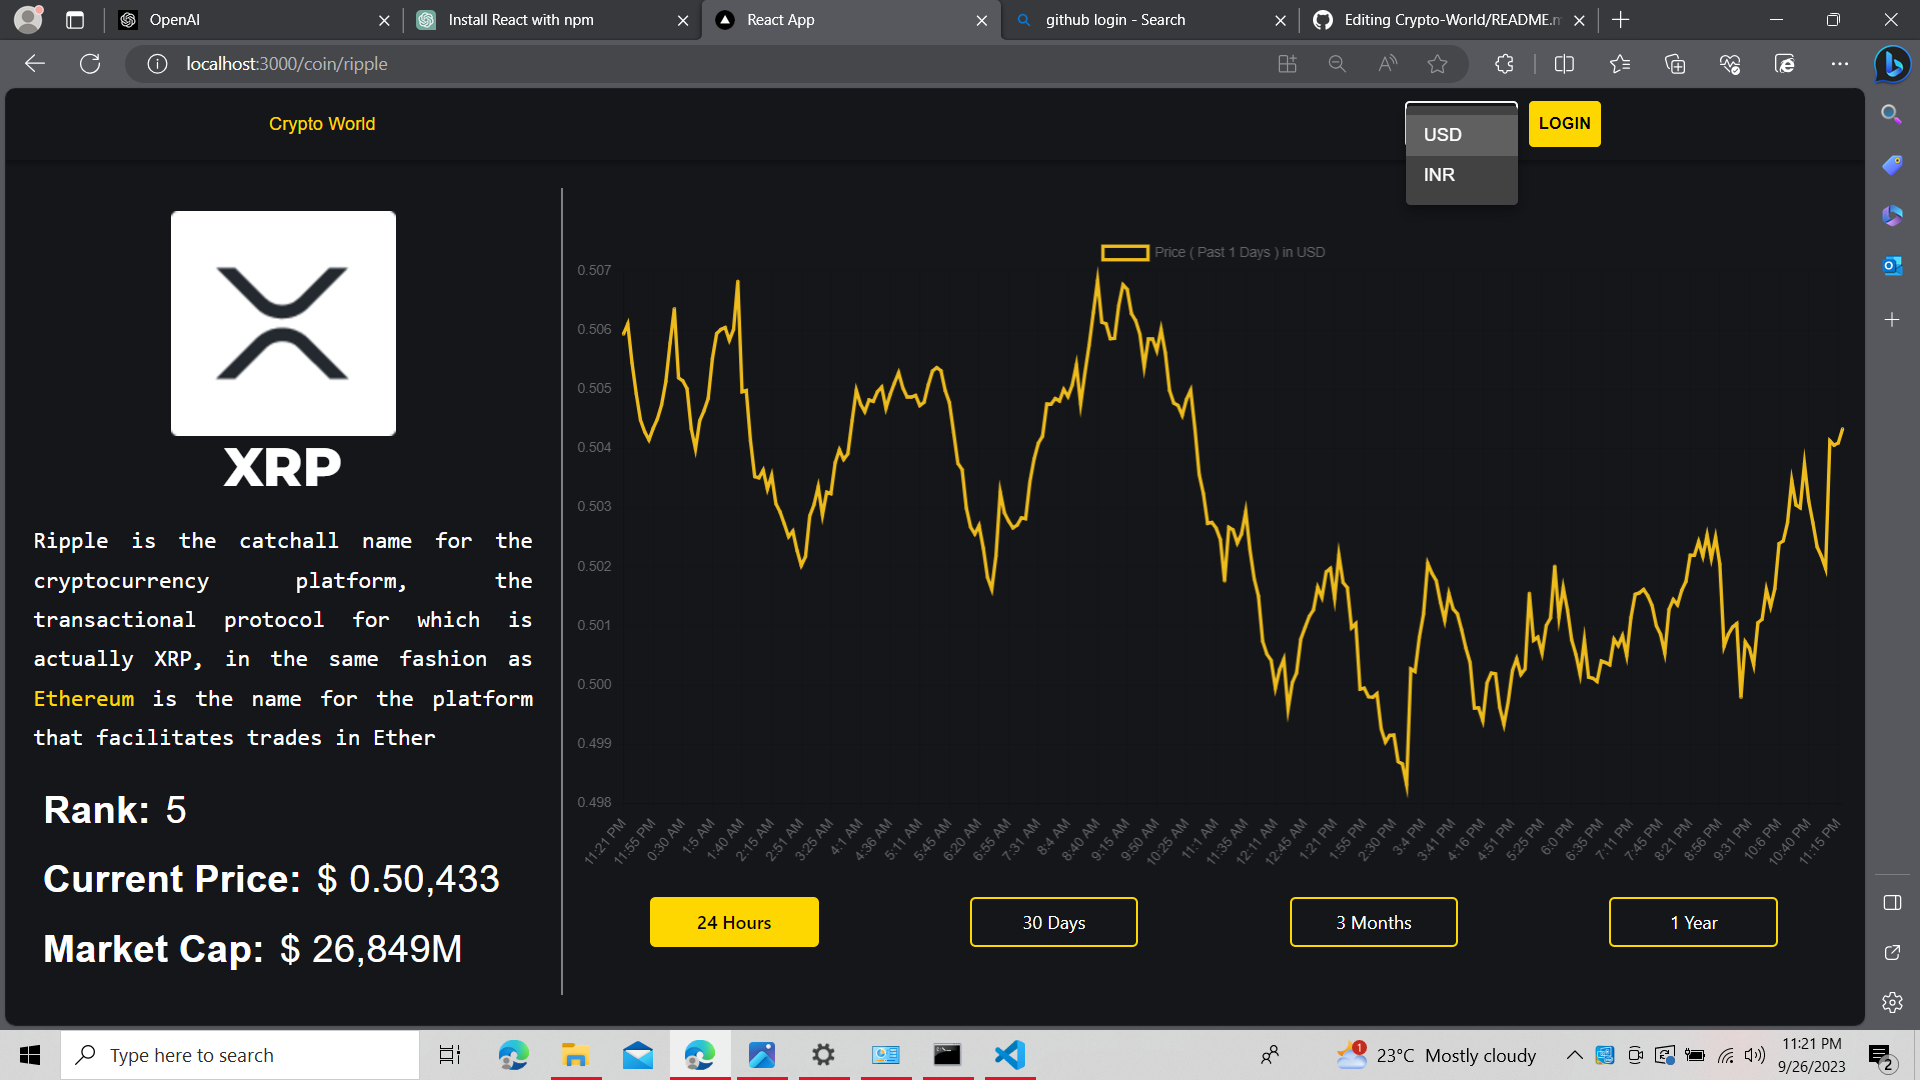 OpenAI
Install React with npm
React App
github login - Search
Editing Crypto-World/README.m
localhost:3000/coin/ripple
Crypto World
USD
INR
LOGIN
XRP
Ripple is the catchall name for the
cryptocurrency platform, the
transactional protocol for which is
actually XRP, in the same fashion as
Ethereum is the name for the platform
that facilitates trades in Ether
Rank: 5
Current Price: $ 0.50,433
Market Cap: $ 26,849M
Price ( Past 1 Days ) in USD
0.507
0.506
0.505
0.504
0.503
0.502
0.501
0.500
0.499
0.498
11:21 PM
11:55 PM
0:30 AM
1:5 AM
1:40 AM
2:15 AM
2:51 AM
3:25 AM
4:1 AM
4:36 AM
5:11 AM
5:45 AM
6:20 AM
6:55 AM
7:31 AM
8:4 AM
8:40 AM
9:15 AM
9:50 AM
10:25 AM
11:1 AM
11:35 AM
12:11 AM
12:45 AM
1:21 PM
1:55 PM
2:30 PM
3:4 PM
3:41 PM
4:16 PM
4:51 PM
5:25 PM
6:0 PM
6:35 PM
7:11 PM
7:45 PM
8:21 PM
8:56 PM
9:31 PM
10:6 PM
10:40 PM
11:15 PM
24 Hours
30 Days
3 Months
1 Year
Type here to search
1
23°C Mostly cloudy
11:21 PM
9/26/2023
2